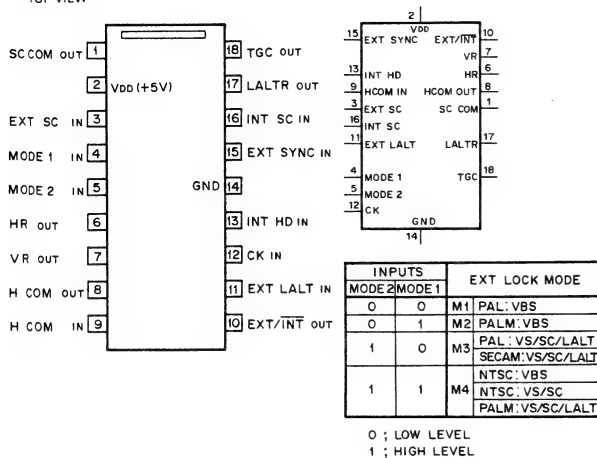 TOP VIEW
SC COM OUT 1
2 VDD (+5V)
EXT SC IN 3
MODE 1 IN 4
MODE 2 IN 5
HR OUT 6
VR OUT 7
H COM OUT 8
H COM IN 9
18 TGC OUT
17 LALTR OUT
16 INT SC IN
15 EXT SYNC IN
GND 14
13 INT HD IN
12 CK IN
11 EXT LALT IN
10 EXT/INT OUT
2
VDD
15 EXT SYNC EXT/INT 10
VR 7
13 INT HD HR 6
9 HCOM IN HCOM OUT 8
3 EXT SC SC COM 1
16 INT SC
11 EXT LALT LALTR 17
4 MODE 1 TGC 18
5 MODE 2
12 CK
GND
14
INPUTS EXT LOCK MODE
MODE2 MODE1
0 0 M1 PAL:VBS
0 1 M2 PALM:VBS
1 0 M3 PAL:VS/SC/LALT
SECAM:VS/SC/LALT
1 1 M4 NTSC:VBS
NTSC:VS/SC
PALM:VS/SC/LALT
0 ; LOW LEVEL
1 ; HIGH LEVEL